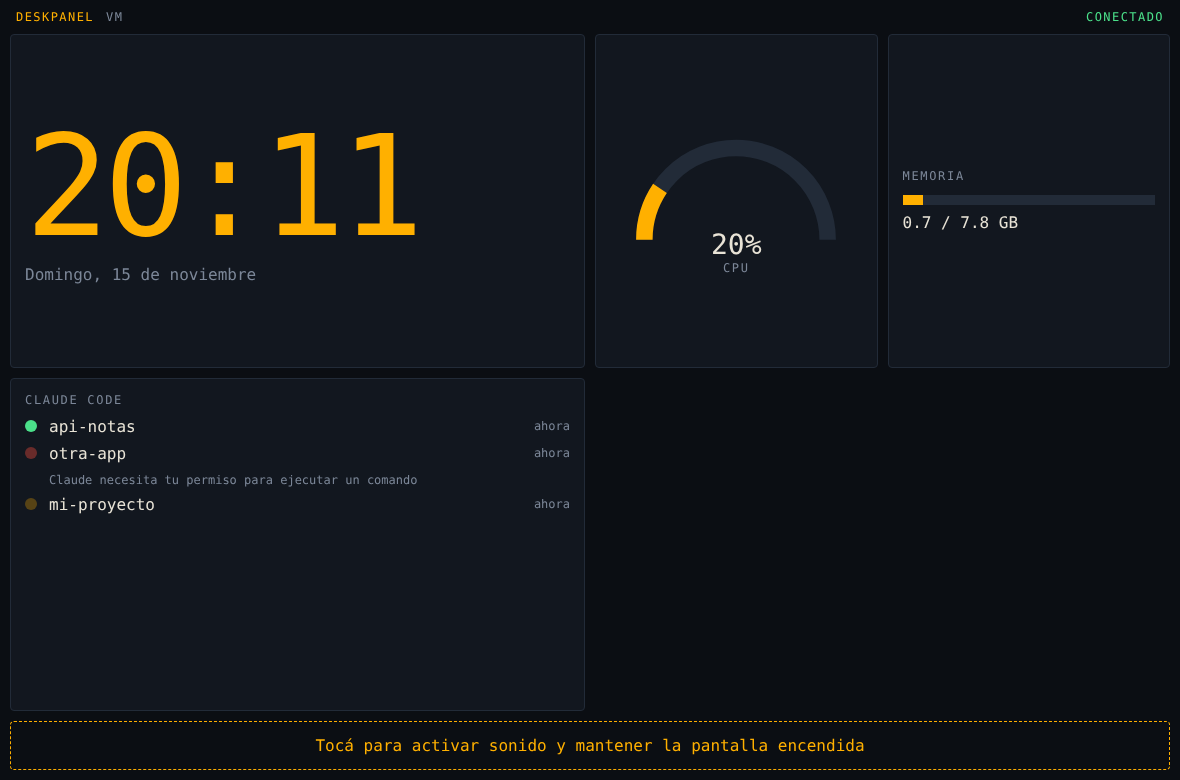 DESKPANEL VM
CONECTADO
20:11
Domingo, 15 de noviembre
20%
CPU
MEMORIA
0.7 / 7.8 GB
CLAUDE CODE
api-notas ahora
otra-app ahora
Claude necesita tu permiso para ejecutar un comando
mi-proyecto ahora
Tocá para activar sonido y mantener la pantalla encendida